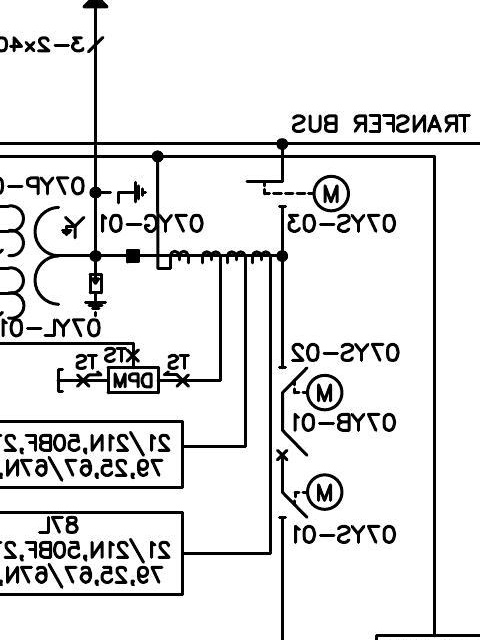 3-2x40
TRANSFER BUS
07YP-0
M
07YG-01
07YS-03
07YL-01
07YS-02
TS
TS
TS
DPM
M
07YB-01
21/21N,50BF,2
79,25,67/67N,
M
07YS-01
87L
21/21N,50BF,2
79,25,67/67N,